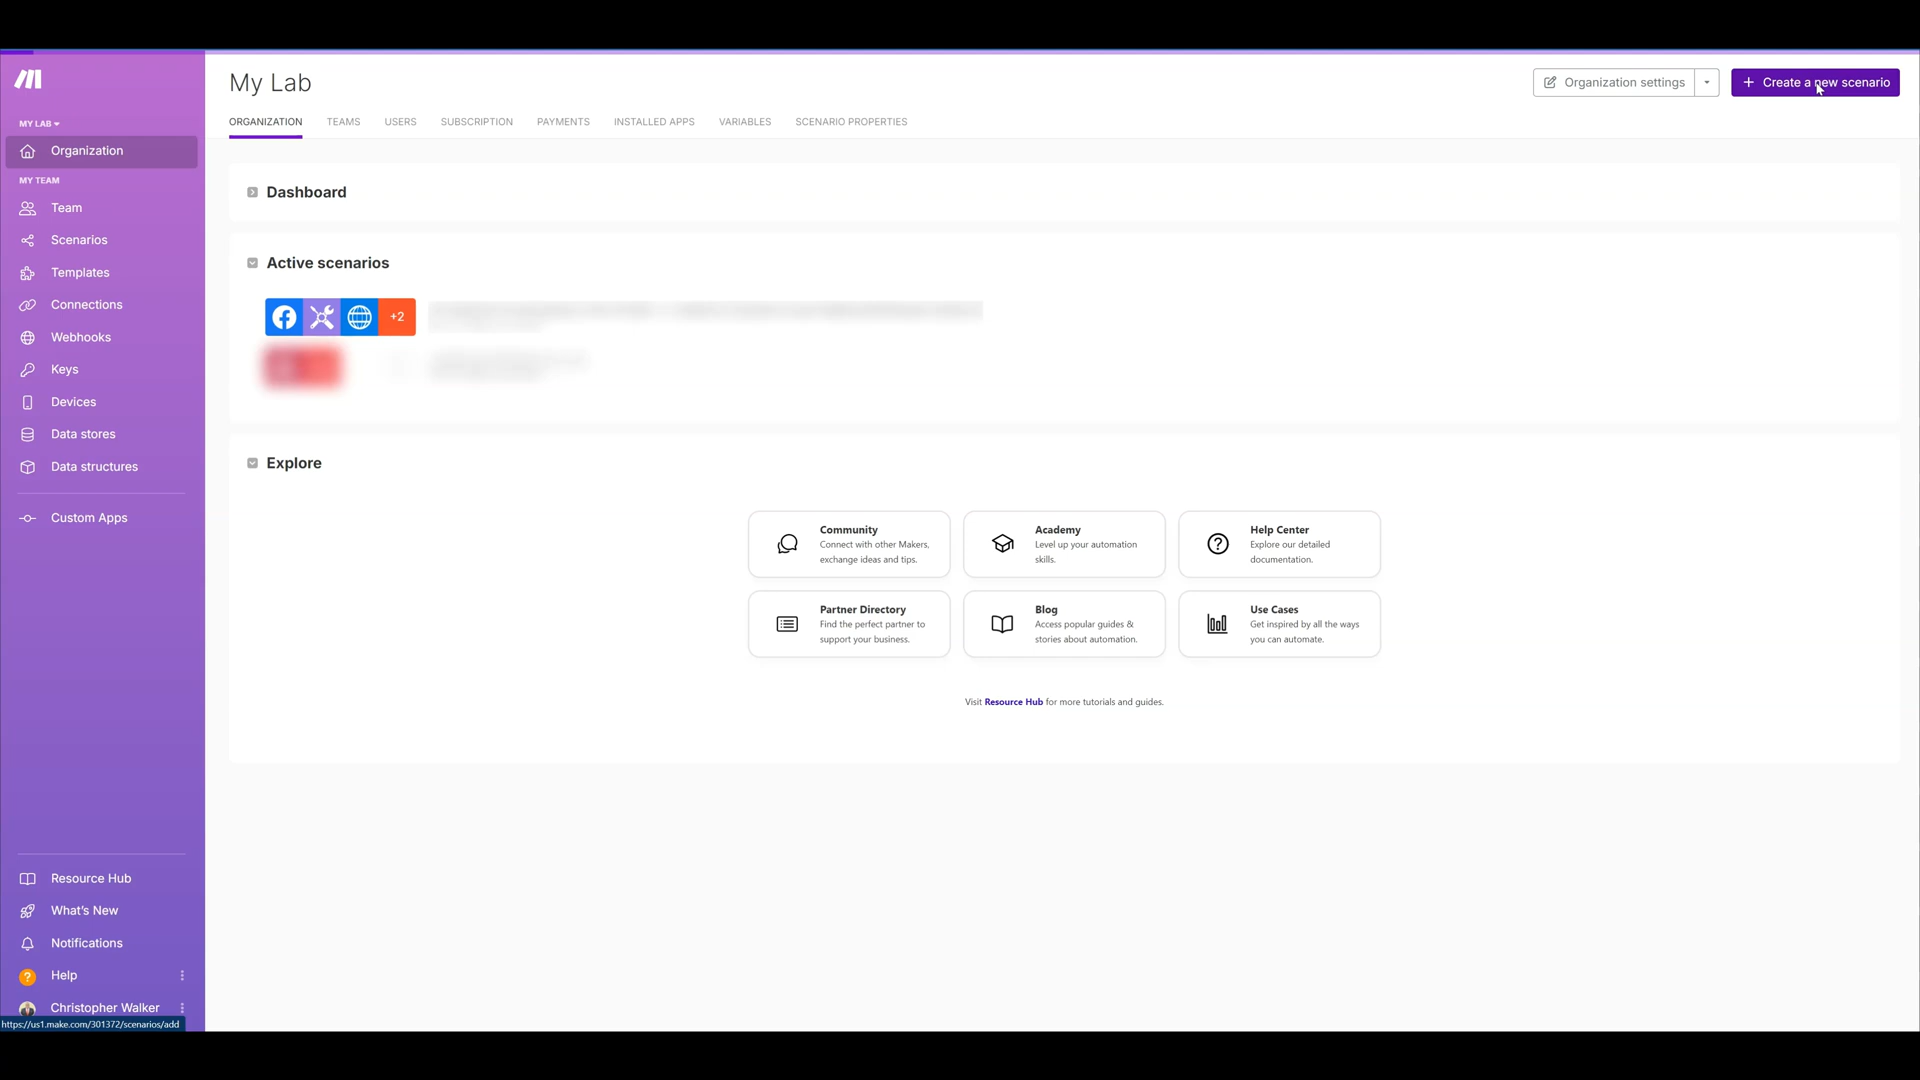 My Lab
Organization settings
+ Create a new scenario
MY LAB
Organization
MY TEAM
Team
Scenarios
Templates
Connections
Webhooks
Keys
Devices
Data stores
Data structures
Custom Apps
Resource Hub
What's New
Notifications
? Help
Christopher Walker
https://us1.make.com/301372/scenarios/add
ORGANIZATION TEAMS USERS SUBSCRIPTION PAYMENTS INSTALLED APPS VARIABLES SCENARIO PROPERTIES
Dashboard
Active scenarios
+2
Explore
Community
Connect with other Makers,
exchange ideas and tips.
Academy
Level up your automation
skills.
Help Center
Explore our detailed
documentation.
Partner Directory
Find the perfect partner to
support your business.
Blog
Access popular guides &
stories about automation.
Use Cases
Get inspired by all the ways
you can automate.
Visit Resource Hub for more tutorials and guides.